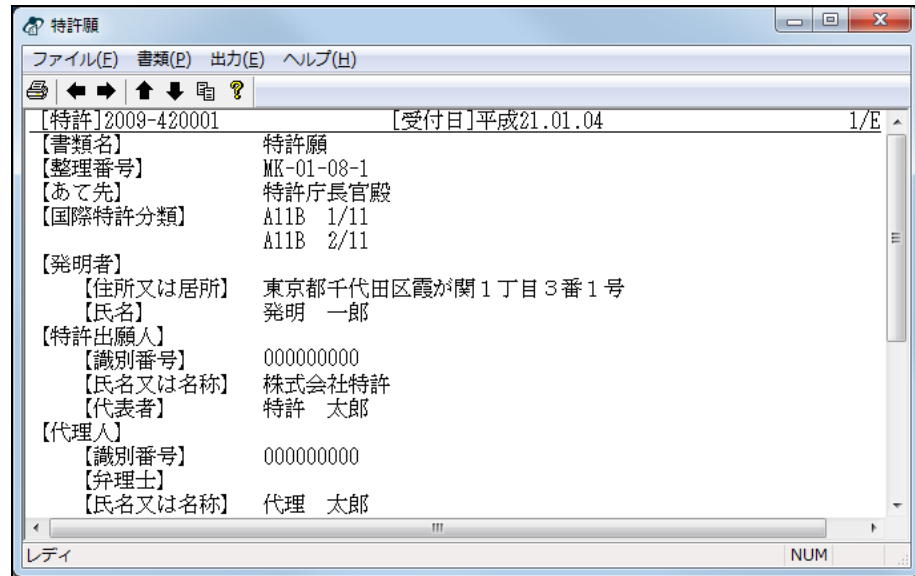 特許願
ファイル(F) 書類(P) 出力(E) ヘルプ(H)
[特許]2009-420001 [受付日]平成21.01.04 1/E
【書類名】 特許願
【整理番号】 MK-01-08-1
【あて先】 特許庁長官殿
【国際特許分類】 A11B 1/11
A11B 2/11
【発明者】
【住所又は居所】 東京都千代田区霞が関1丁目3番1号
【氏名】 発明 一郎
【特許出願人】
【識別番号】 000000000
【氏名又は名称】 株式会社特許
【代表者】 特許 太郎
【代理人】
【識別番号】 000000000
【弁理士】
【氏名又は名称】 代理 太郎
レディ NUM